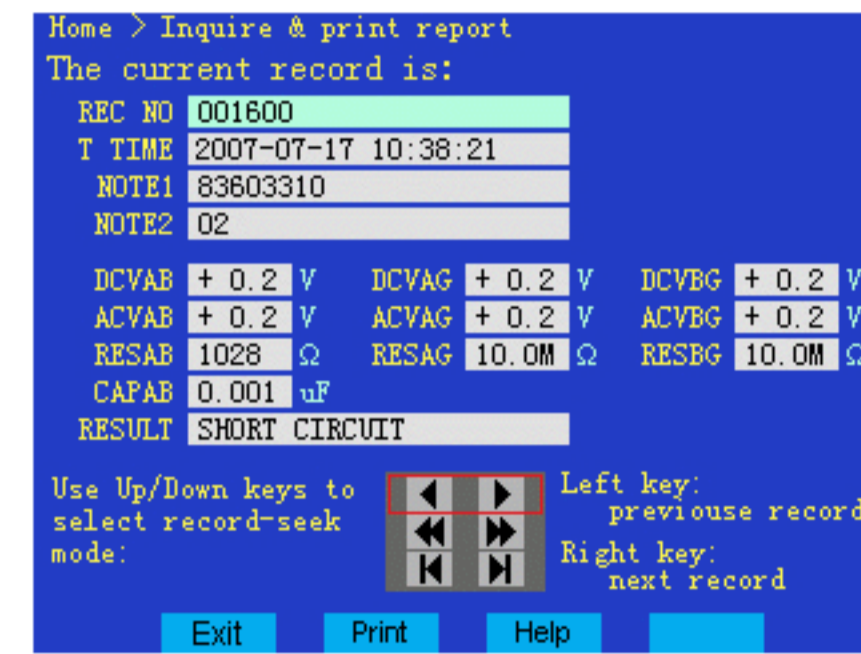 Home > Inquire & print report
The current record is:
REC NO 001600
T TIME 2007-07-17 10:38:21
NOTE1 83603310
NOTE2 02
DCVAB + 0.2 V DCVAG + 0.2 V DCVBG + 0.2 V
ACVAB + 0.2 V ACVAG + 0.2 V ACVBG + 0.2 V
RESAB 1028 Ω RESAG 10.0M Ω RESBG 10.0M Ω
CAPAB 0.001 uF
RESULT SHORT CIRCUIT
Use Up/Down keys to
select record-seek
mode:
Left key:
previouse record
Right key:
next record
Exit Print Help